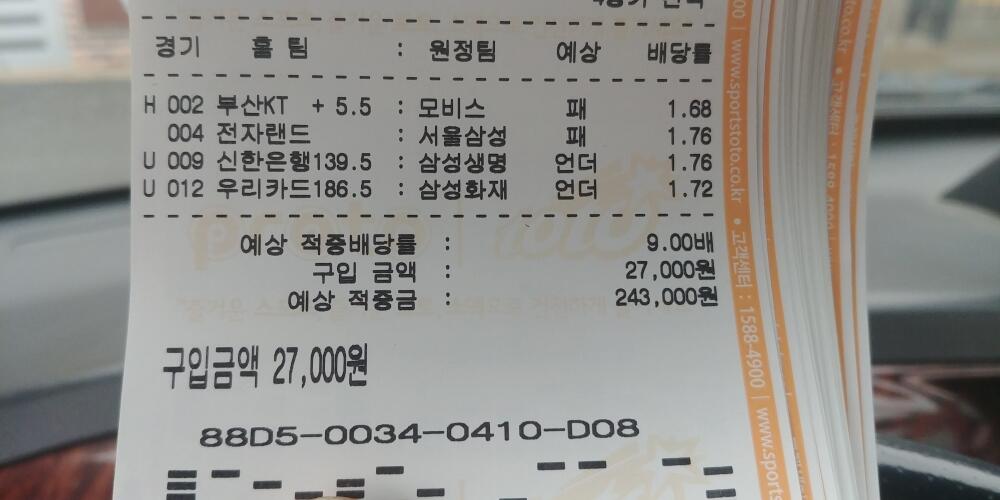 경기 홈 팀 : 원정팀 예상 배당률
H 002 부산KT + 5.5 : 모비스 패 1.68
004 전자랜드 : 서울삼성 패 1.76
U 009 신한은행139.5 : 삼성생명 언더 1.76
U 012 우리카드186.5 : 삼성화재 언더 1.72
예상 적중배당률 : 9.00배
구입 금액 : 27,000원
예상 적중금 : 243,000원
구입금액 27,000원
88D5-0034-0410-D08
www.sportstoto.co.kr • 고객센터 : 1588-4900 | www.sport